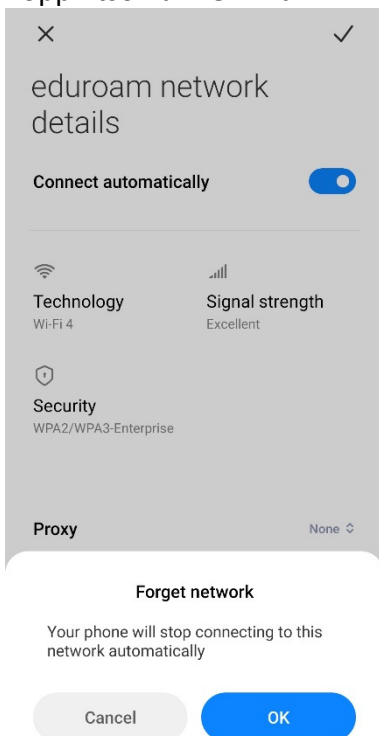 eduroam network
details
Connect automatically
Technology
Wi-Fi 4
Signal strength
Excellent
Security
WPA2/WPA3-Enterprise
Proxy
None
Forget network
Your phone will stop connecting to this
network automatically
Cancel
OK